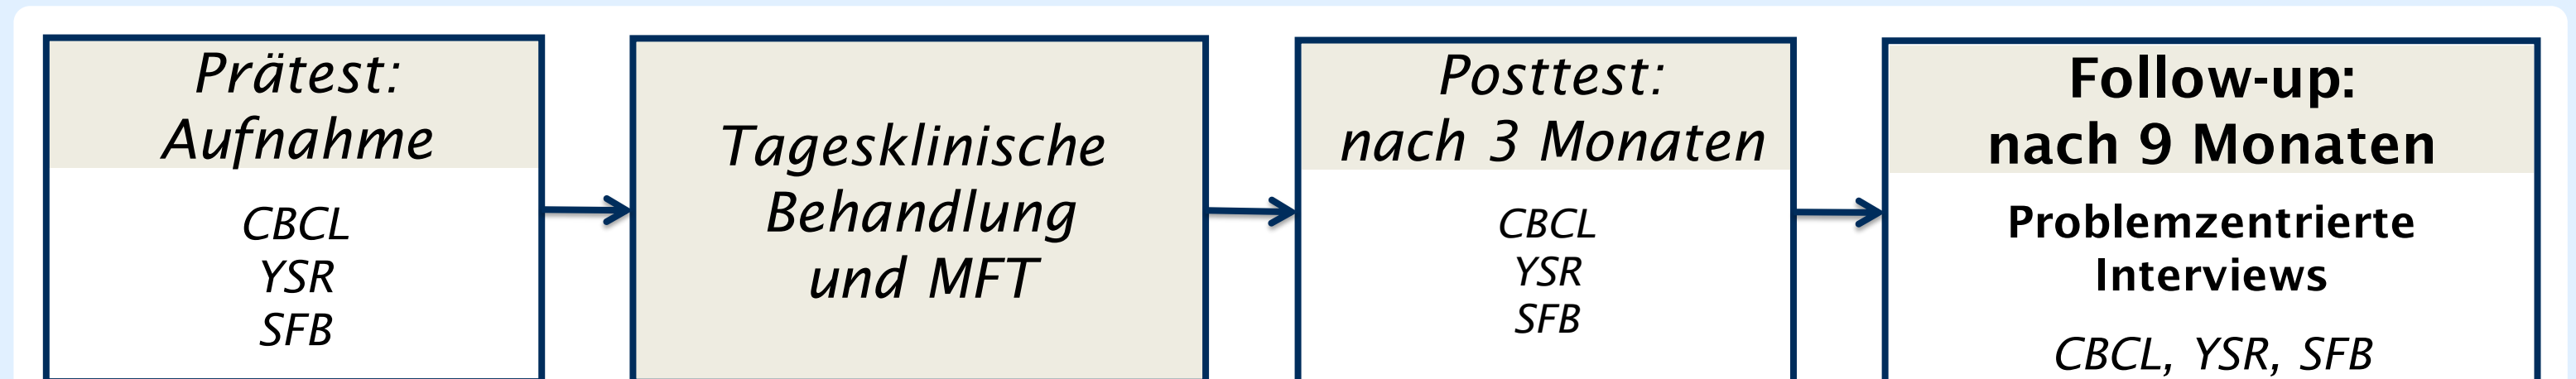 Prätest:
Aufnahme
CBCL
YSR
SFB
Tagesklinische
Behandlung
und MFT
Posttest:
nach 3 Monaten
CBCL
YSR
SFB
Follow-up:
nach 9 Monaten
Problemzentrierte
Interviews
CBCL, YSR, SFB